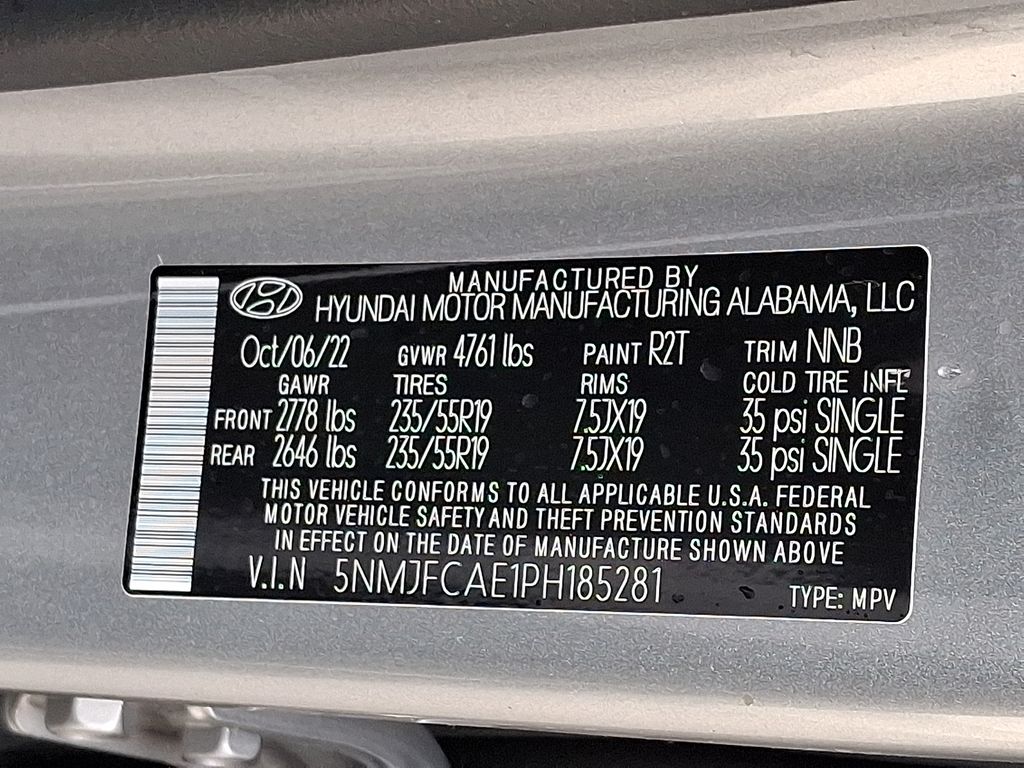 MANUFACTURED BY
HYUNDAI MOTOR MANUFACTURING ALABAMA, LLC
Oct/06/22 GVWR 4761 lbs PAINT R2T TRIM NNB
GAWR TIRES RIMS COLD TIRE INFL
FRONT 2778 lbs 235/55R19 7.5JX19 35 psi SINGLE
REAR 2646 lbs 235/55R19 7.5JX19 35 psi SINGLE
THIS VEHICLE CONFORMS TO ALL APPLICABLE U.S.A. FEDERAL
MOTOR VEHICLE SAFETY AND THEFT PREVENTION STANDARDS
IN EFFECT ON THE DATE OF MANUFACTURE SHOWN ABOVE
V.I.N 5NMJFCAE1PH185281 TYPE: MPV